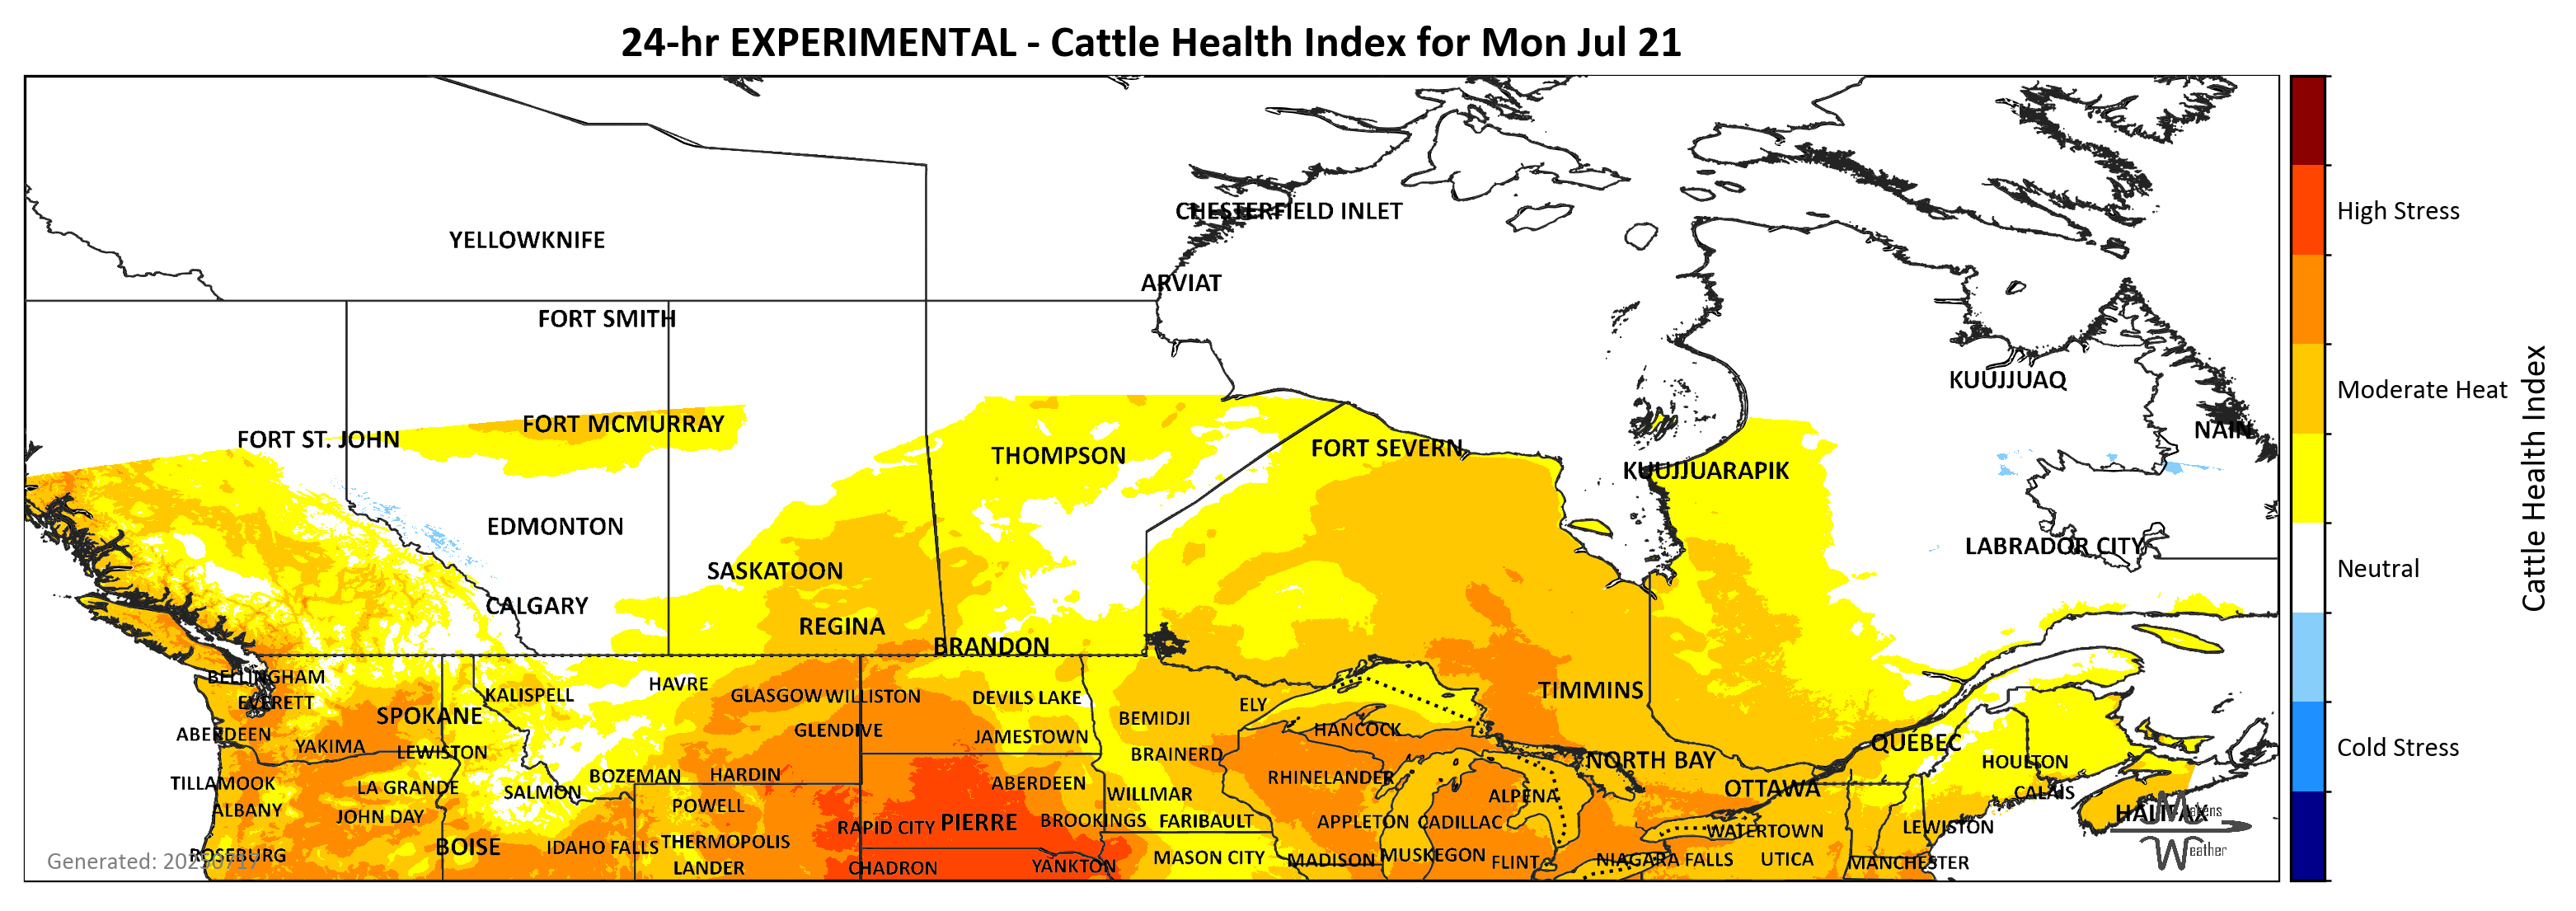 24-hr EXPERIMENTAL - Cattle Health Index for Mon Jul 21
CHESTERFIELD INLET
YELLOWKNIFE
ARVIAT
FORT SMITH
KUUJJUAQ
FORT MCMURRAY
NAIN
FORT ST. JOHN
FORT SEVERN
THOMPSON
KUUJJUARAPIK
EDMONTON
LABRADOR CITY
SASKATOON
CALGARY
REGINA
BRANDON
BELLINGHAM
HAVRE
TIMMINS
KALISPELL
GLASGOW WILLISTON
DEVILS LAKE
EVERETT
ELY
SPOKANE
BEMIDJI
HANCOCK
GLENDIVE
ABERDEEN
JAMESTOWN
QUEBEC
YAKIMA
LEWISTON
BRAINERD
NORTH BAY
HOULTON
BOZEMAN
HARDIN
RHINELANDER
TILLAMOOK
ABERDEEN
LA GRANDE
OTTAWA
SALMON
WILLMAR
ALPENA
CALAIS
POWELL
ALBANY
HALIFAX
Makens
JOHN DAY
RAPID CITY
PIERRE
BROOKINGS
FARIBAULT
APPLETON
CADILLAC
WATERTOWN
LEWISTON
THERMOPOLIS
BOISE
IDAHO FALLS
Weather
ROSEBURG
MASON CITY
MADISON
MUSKEGON
FLINT
NIAGARA FALLS
UTICA
MANCHESTER
LANDER
CHADRON
YANKTON
Generated: 20250717
High Stress
Moderate Heat
Neutral
Cold Stress
Cattle Health Index